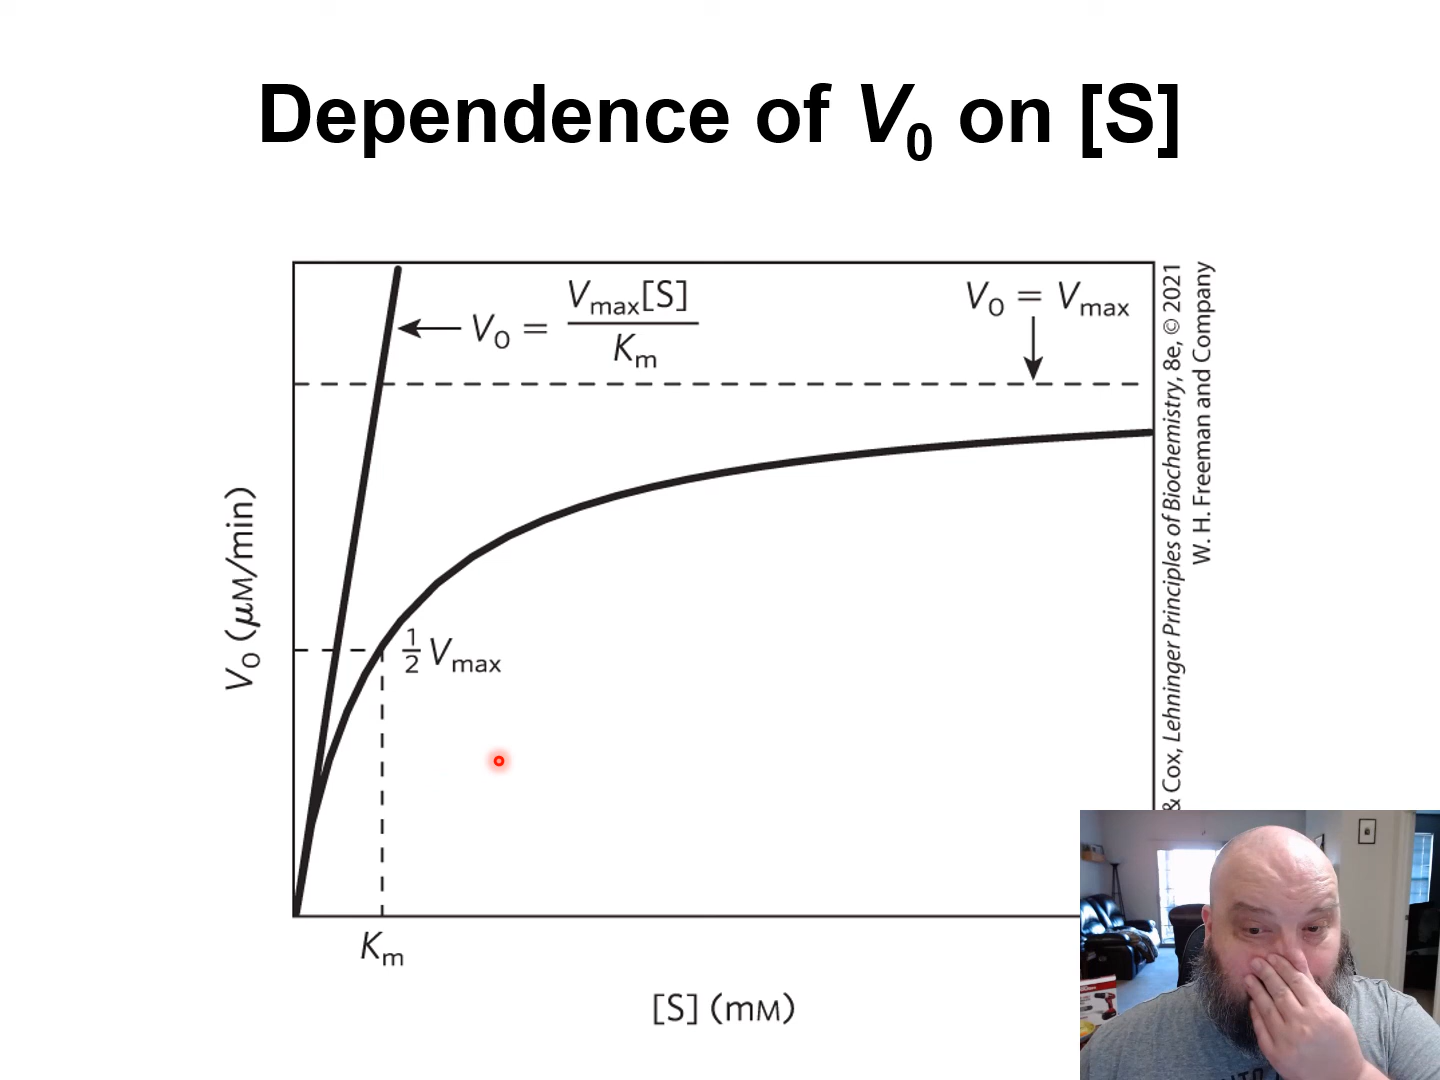 Dependence of V0 on [S]
V0 = Vmax[S]
Km
V0 = Vmax
½ Vmax
V0 (μM/min)
Km
[S] (mM)
& Cox, Lehninger Principles of Biochemistry, 8e, © 2021
W. H. Freeman and Company